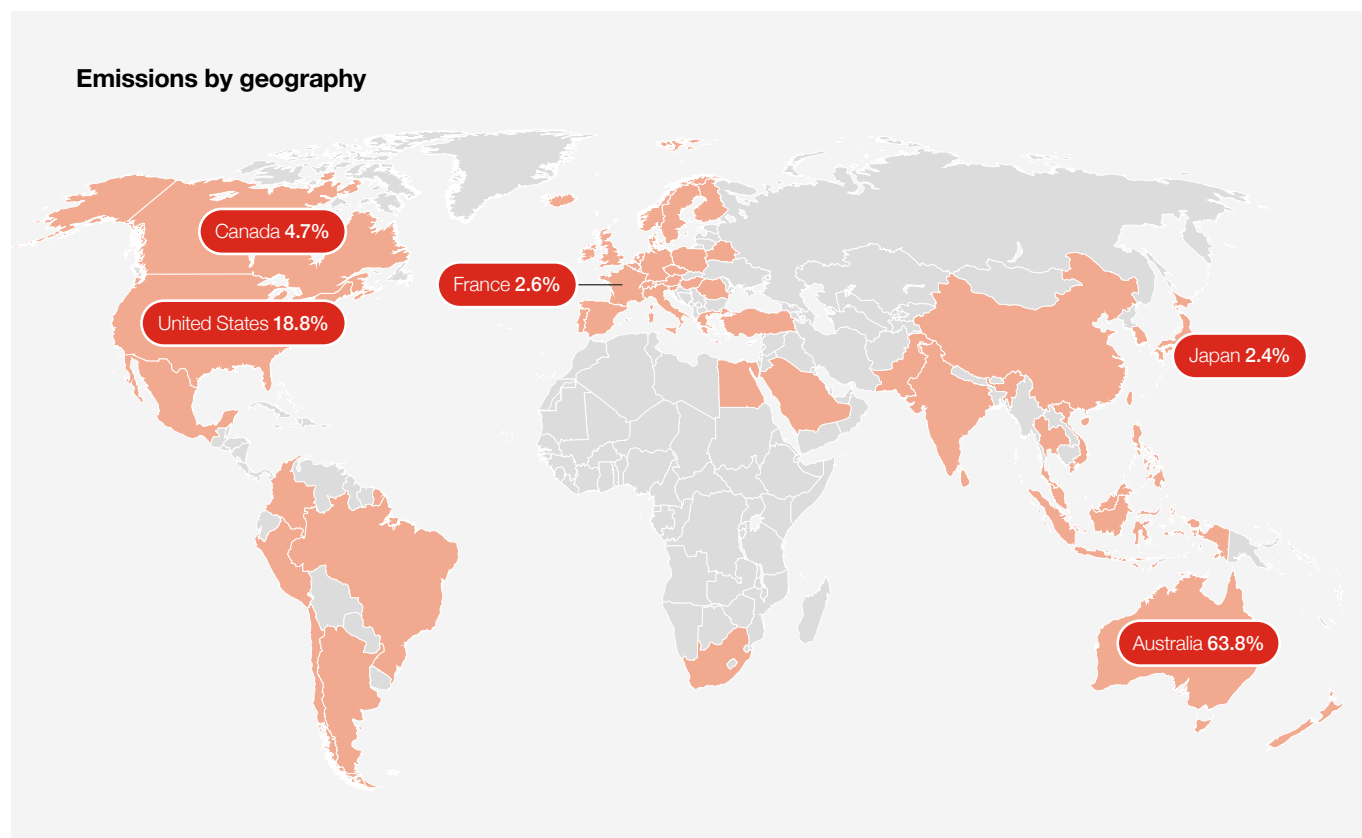 Emissions by geography
Canada 4.7%
France 2.6%
United States 18.8%
Japan 2.4%
Australia 63.8%